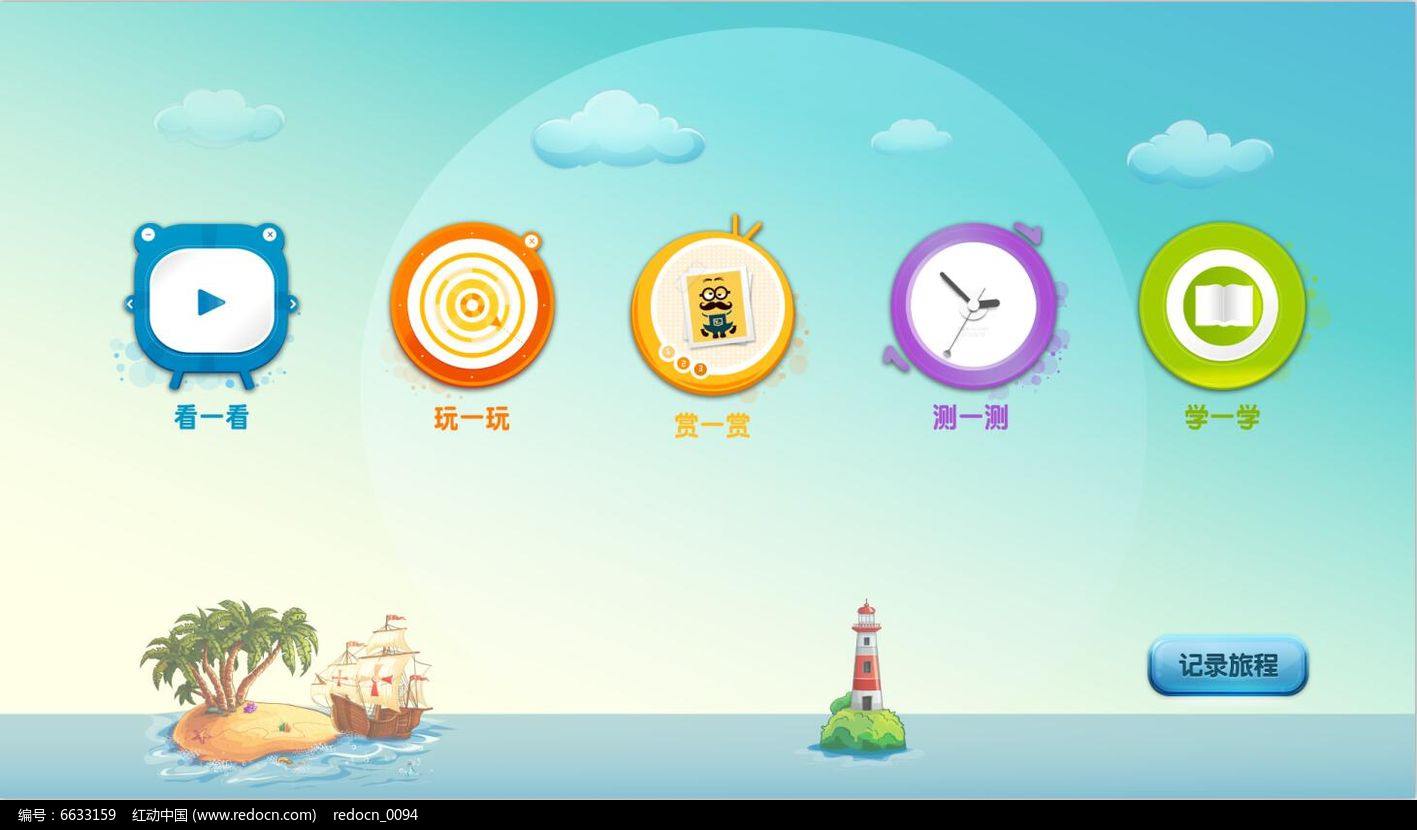 看一看
玩一玩
赏一赏
测一测
学一学
记录旅程
编号：6633159 红动中国 (www.redocn.com) redocn_0094